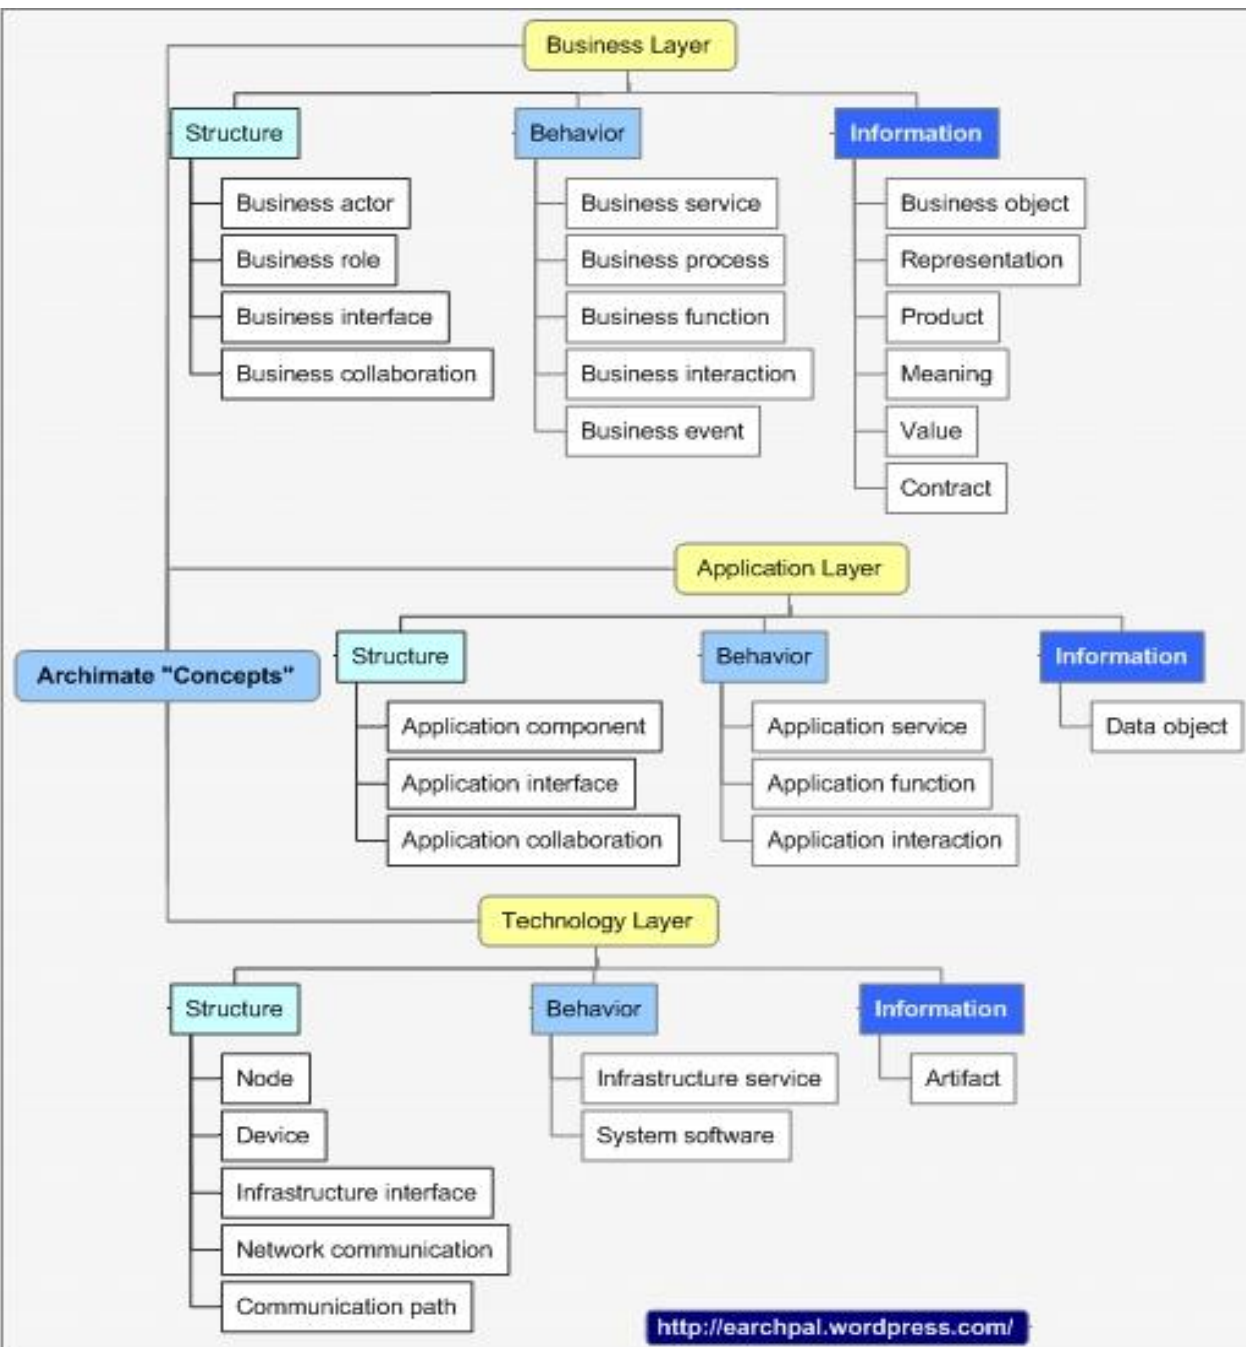 Business Layer
Structure
Business actor
Business role
Business interface
Business collaboration
Behavior
Business service
Business process
Business function
Business interaction
Business event
Information
Business object
Representation
Product
Meaning
Value
Contract
Application Layer
Archimate "Concepts"
Structure
Application component
Application interface
Application collaboration
Behavior
Application service
Application function
Application interaction
Information
Data object
Technology Layer
Structure
Node
Device
Infrastructure interface
Network communication
Communication path
Behavior
Infrastructure service
System software
Information
Artifact
http://earchpal.wordpress.com/